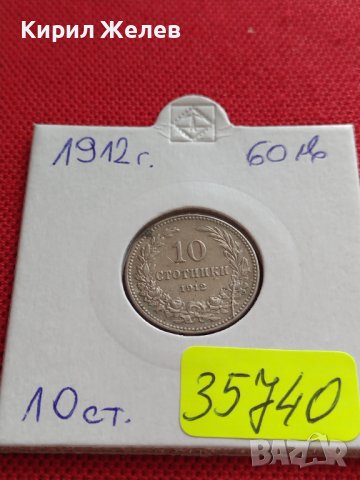 Кирил Желев
1912г. 60лв
10
СТОТИНКИ
1912
10ст.
35740
BAZAR